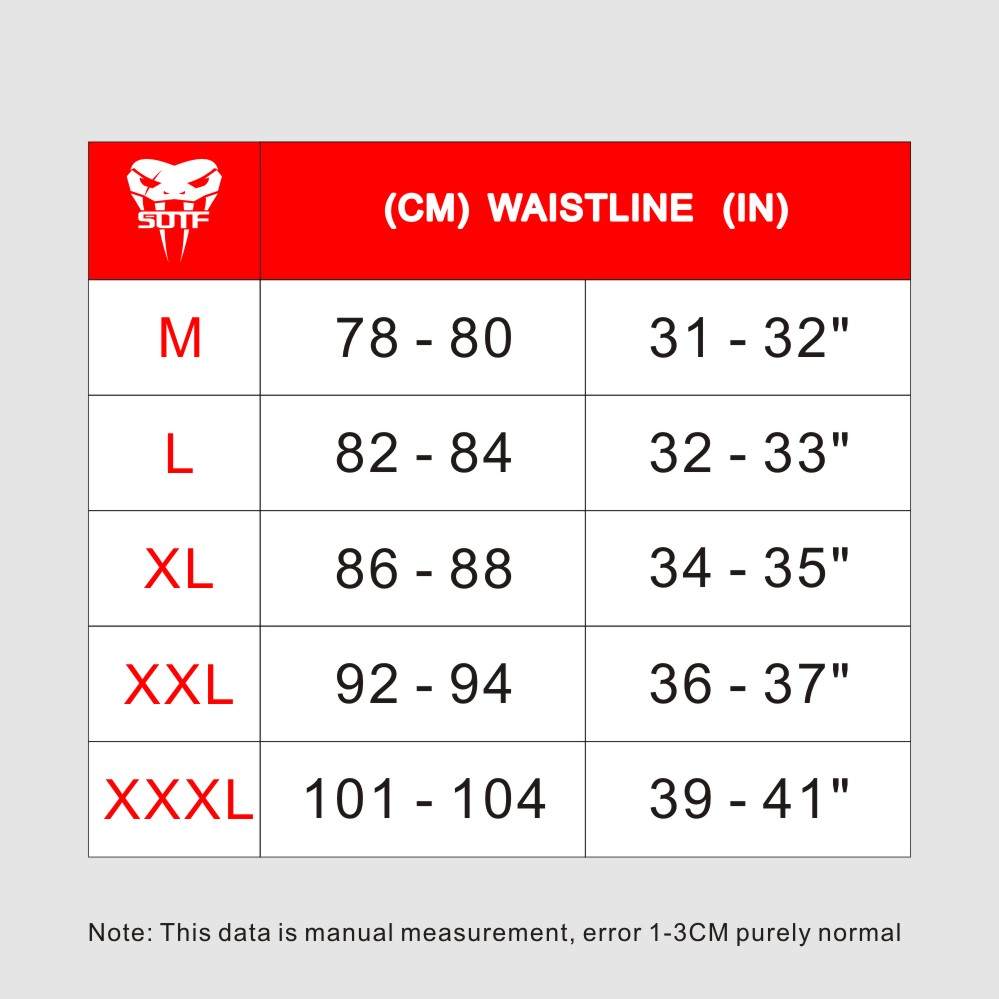 SOTF
(CM) WAISTLINE (IN)
M 78 - 80 31 - 32"
L 82 - 84 32 - 33"
XL 86 - 88 34 - 35"
XXL 92 - 94 36 - 37"
XXXL 101 - 104 39 - 41"
Note: This data is manual measurement, error 1-3CM purely normal